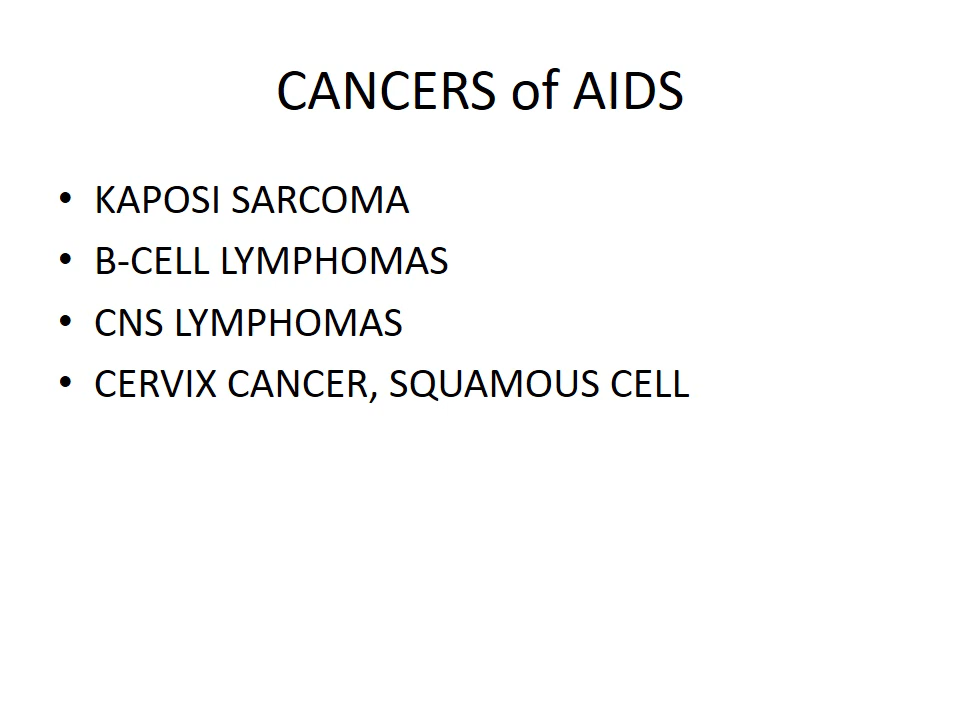 CANCERS of AIDS
• KAPOSI SARCOMA
• B-CELL LYMPHOMAS
• CNS LYMPHOMAS
• CERVIX CANCER, SQUAMOUS CELL